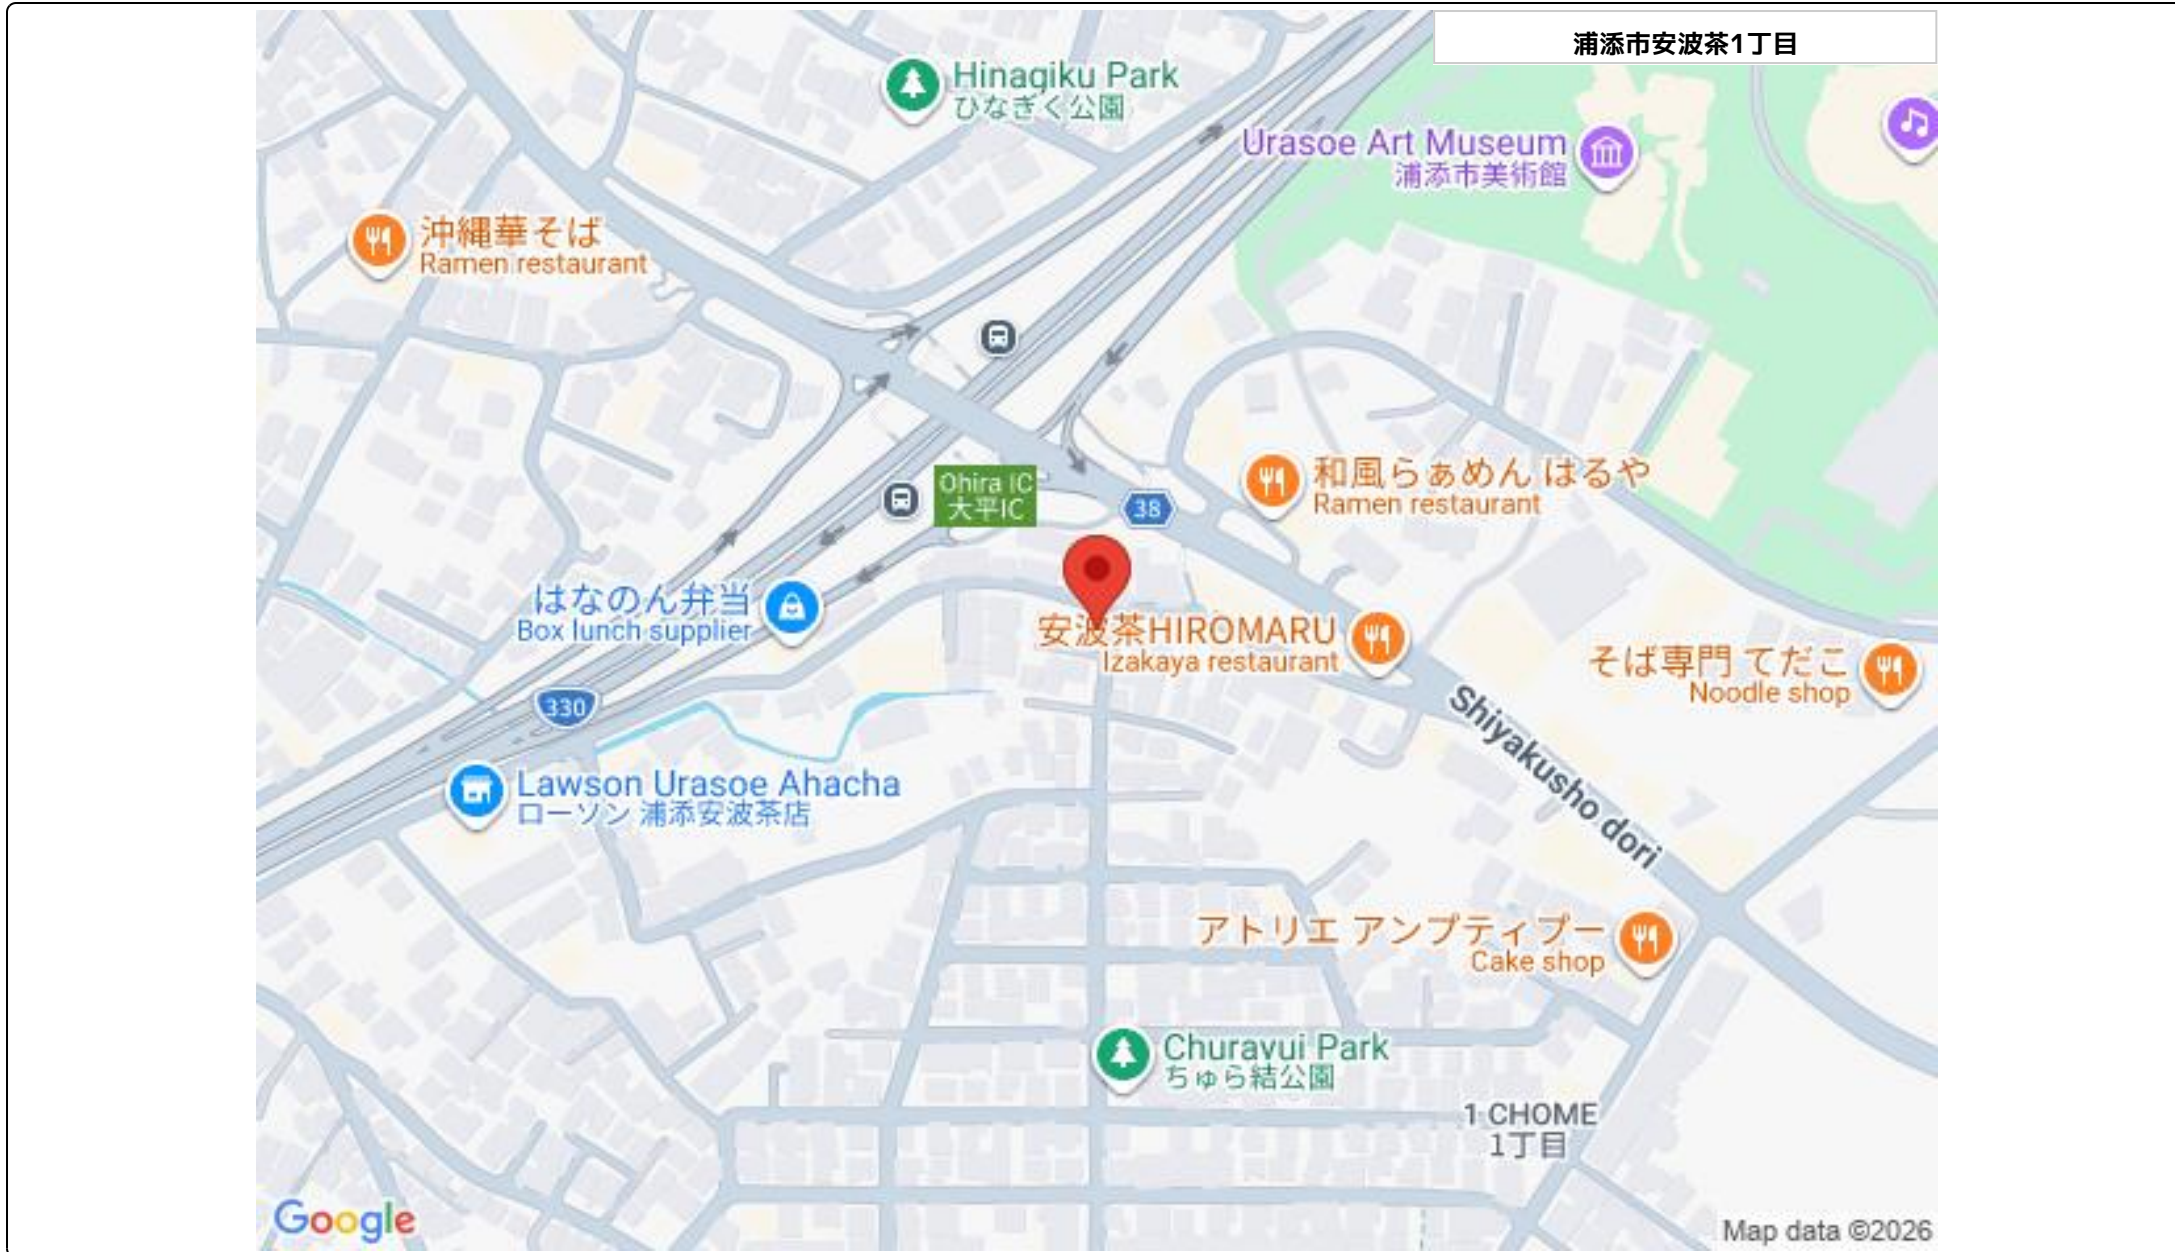 浦添市安波茶1丁目
Hinagiku Park
ひなぎく公園
Urasoe Art Museum
浦添市美術館
沖縄華そば
Ramen restaurant
和風らぁめん はるや
Ramen restaurant
Ohira IC
大平IC
38
はなのん弁当
Box lunch supplier
安波茶HIROMARU
Izakaya restaurant
そば専門 てだこ
Noodle shop
330
Shiyakusho dori
Lawson Urasoe Ahacha
ローソン 浦添安波茶店
アトリエ アンプティプー
Cake shop
Churayui Park
ちゅら結公園
1 CHOME
1丁目
Google
Map data ©2026